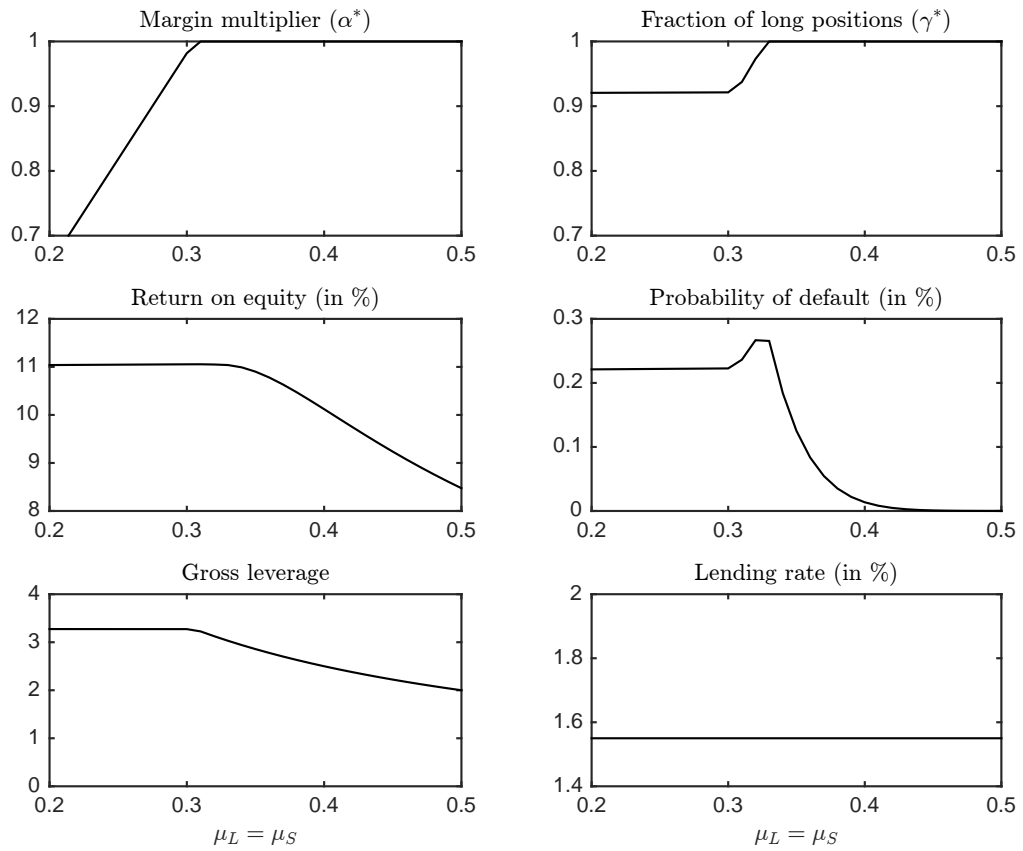 Margin multiplier (α*)
1
0.9
0.8
0.7
0.2 0.3 0.4 0.5
Fraction of long positions (γ*)
1
0.9
0.8
0.7
0.2 0.3 0.4 0.5
Return on equity (in %)
12
11
10
9
8
0.2 0.3 0.4 0.5
Probability of default (in %)
0.3
0.2
0.1
0
0.2 0.3 0.4 0.5
Gross leverage
4
3
2
1
0
0.2 0.3 0.4 0.5
μ_L = μ_S
Lending rate (in %)
2
1.8
1.6
1.4
0.2 0.3 0.4 0.5
μ_L = μ_S